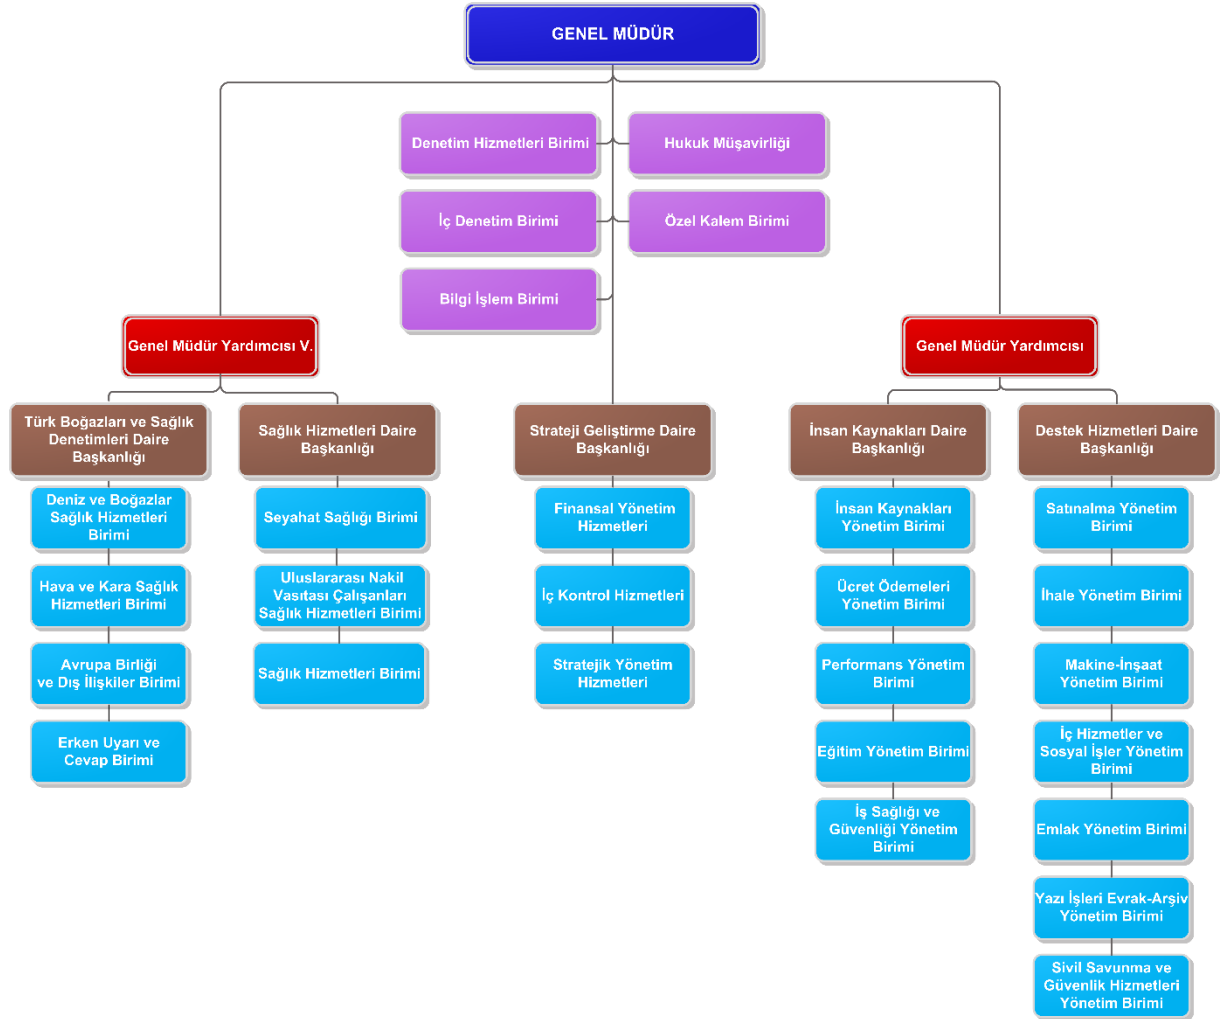 GENEL MÜDÜR
Denetim Hizmetleri Birimi
Hukuk Müşavirliği
İç Denetim Birimi
Özel Kalem Birimi
Bilgi İşlem Birimi
Genel Müdür Yardımcısı V.
Genel Müdür Yardımcısı
Türk Boğazları ve Sağlık
Denetimleri Daire
Başkanlığı
Deniz ve Boğazlar
Sağlık Hizmetleri
Birimi
Hava ve Kara Sağlık
Hizmetleri Birimi
Avrupa Birliği
ve Dış İlişkiler Birimi
Erken Uyarı ve
Cevap Birimi
Sağlık Hizmetleri Daire
Başkanlığı
Seyahat Sağlığı Birimi
Uluslararası Nakil
Vasıtası Çalışanları
Sağlık Hizmetleri Birimi
Sağlık Hizmetleri Birimi
Strateji Geliştirme Daire
Başkanlığı
Finansal Yönetim
Hizmetleri
İç Kontrol Hizmetleri
Stratejik Yönetim
Hizmetleri
İnsan Kaynakları Daire
Başkanlığı
İnsan Kaynakları
Yönetim Birimi
Ücret Ödemeleri
Yönetim Birimi
Performans Yönetim
Birimi
Eğitim Yönetim Birimi
İş Sağlığı ve
Güvenliği Yönetim
Birimi
Destek Hizmetleri Daire
Başkanlığı
Satınalma Yönetim
Birimi
İhale Yönetim Birimi
Makine-İnşaat
Yönetim Birimi
İç Hizmetler ve
Sosyal İşler Yönetim
Birimi
Emlak Yönetim Birimi
Yazı İşleri Evrak-Arşiv
Yönetim Birimi
Sivil Savunma ve
Güvenlik Hizmetleri
Yönetim Birimi